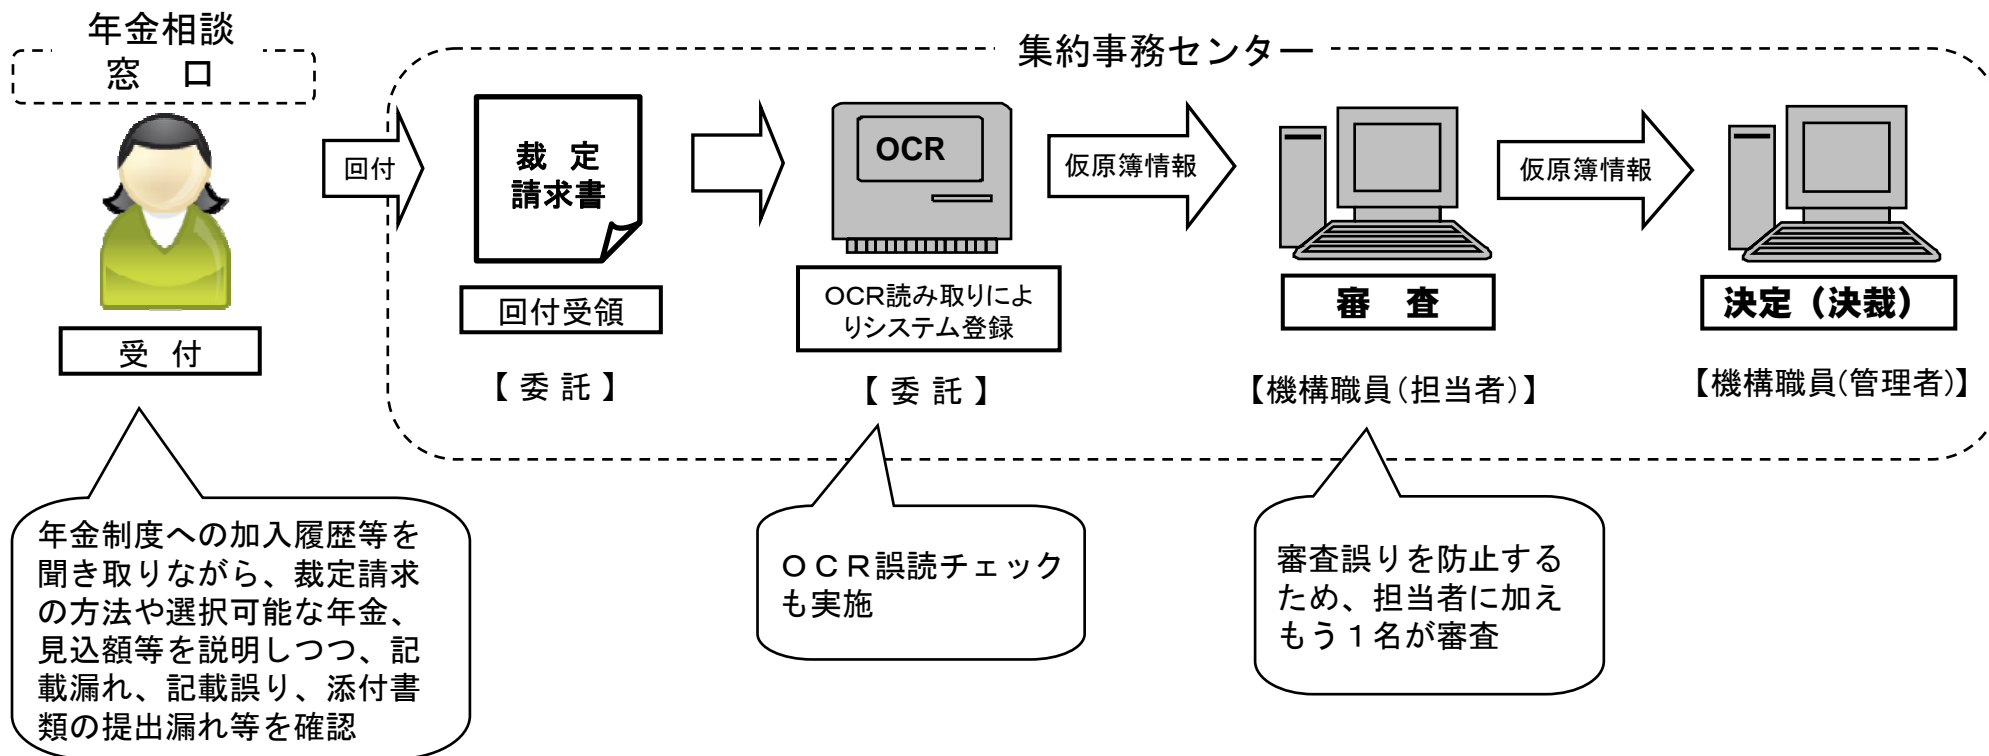 年金相談
窓　口
集約事務センター
回付
裁　定
請求書
OCR
仮原簿情報
仮原簿情報
受　付
回付受領
ＯＣＲ読み取りによ
りシステム登録
審　査
決定（決裁）
【 委 託 】
【 委 託 】
【機構職員（担当者）】
【機構職員(管理者)】
年金制度への加入履歴等を
聞き取りながら、裁定請求
の方法や選択可能な年金、
見込額等を説明しつつ、記
載漏れ、記載誤り、添付書
類の提出漏れ等を確認
ＯＣＲ誤読チェック
も実施
審査誤りを防止する
ため、担当者に加え
もう１名が審査